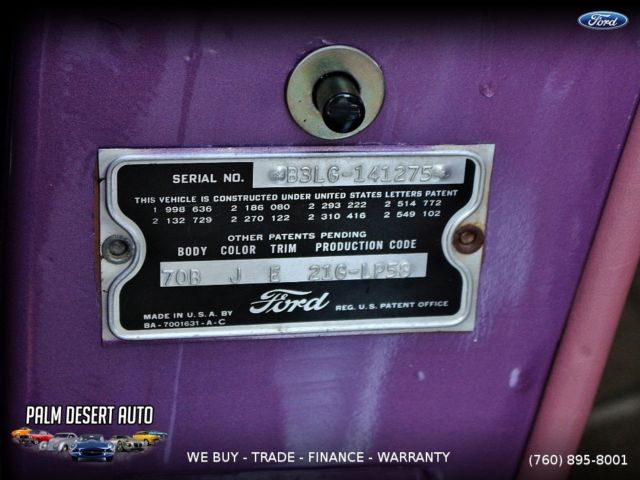 Ford
SERIAL NO. *B3LG-141275*
THIS VEHICLE IS CONSTRUCTED UNDER UNITED STATES LETTERS PATENT
1 998 636 2 186 080 2 293 222 2 514 772
2 132 729 2 270 122 2 310 416 2 549 102
OTHER PATENTS PENDING
BODY COLOR TRIM PRODUCTION CODE
70B J E 21G-LP59
MADE IN U.S.A. BY Ford REG. U.S. PATENT OFFICE
BA-7001631-A-C
PALM DESERT AUTO
WE BUY - TRADE - FINANCE - WARRANTY
(760) 895-8001